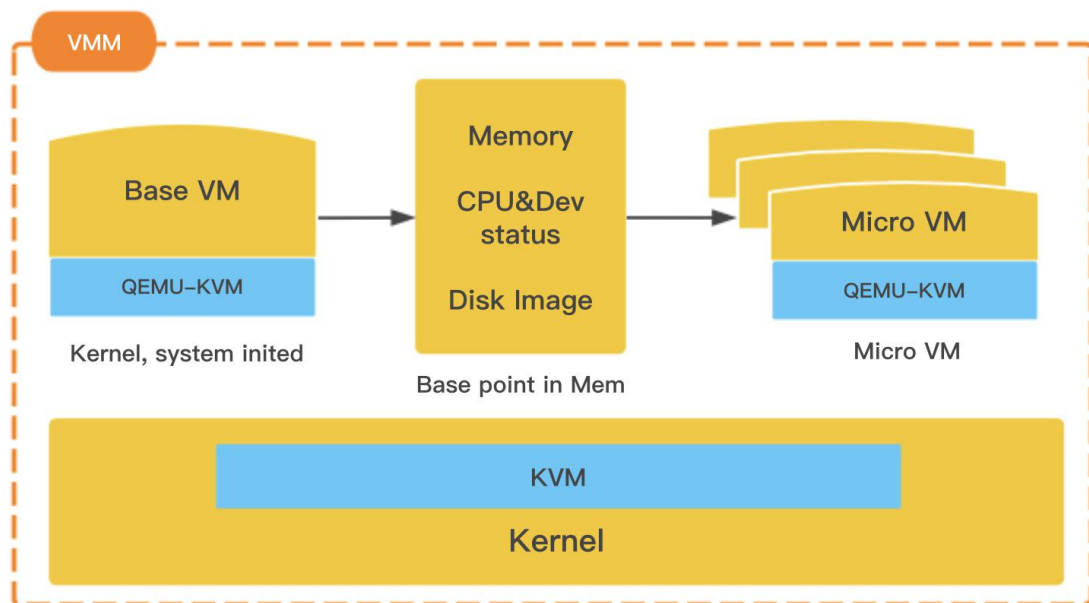 VMM
Base VM
QEMU-KVM
Kernel, system inited
Memory
CPU&Dev
status
Disk Image
Base point in Mem
Micro VM
QEMU-KVM
Micro VM
KVM
Kernel